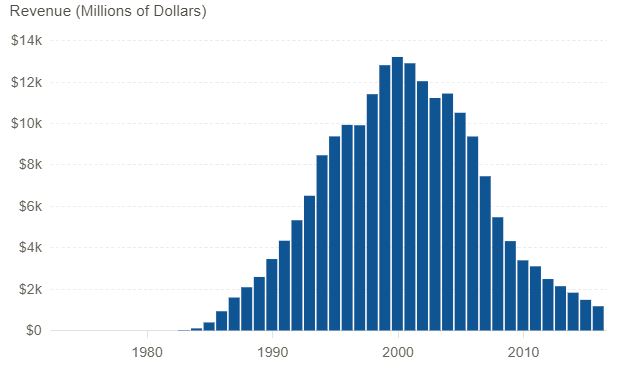 Revenue (Millions of Dollars)
$14k
$12k
$10k
$8k
$6k
$4k
$2k
$0
1980 1990 2000 2010